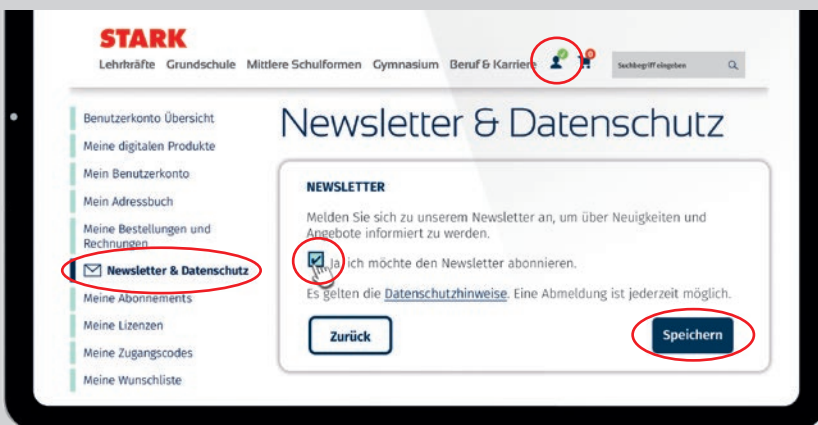 STARK
Lehrkräfte Grundschule Mittlere Schulformen Gymnasium Beruf & Karriere
Suchbegriff eingeben
Benutzerkonto Übersicht
Meine digitalen Produkte
Mein Benutzerkonto
Mein Adressbuch
Meine Bestellungen und
Rechnungen
Newsletter & Datenschutz
Meine Abonnements
Meine Lizenzen
Meine Zugangscodes
Meine Wunschliste
Newsletter & Datenschutz
NEWSLETTER
Melden Sie sich zu unserem Newsletter an, um über Neuigkeiten und
Angebote informiert zu werden.
Ja, ich möchte den Newsletter abonnieren.
Es gelten die Datenschutzhinweise. Eine Abmeldung ist jederzeit möglich.
Zurück
Speichern